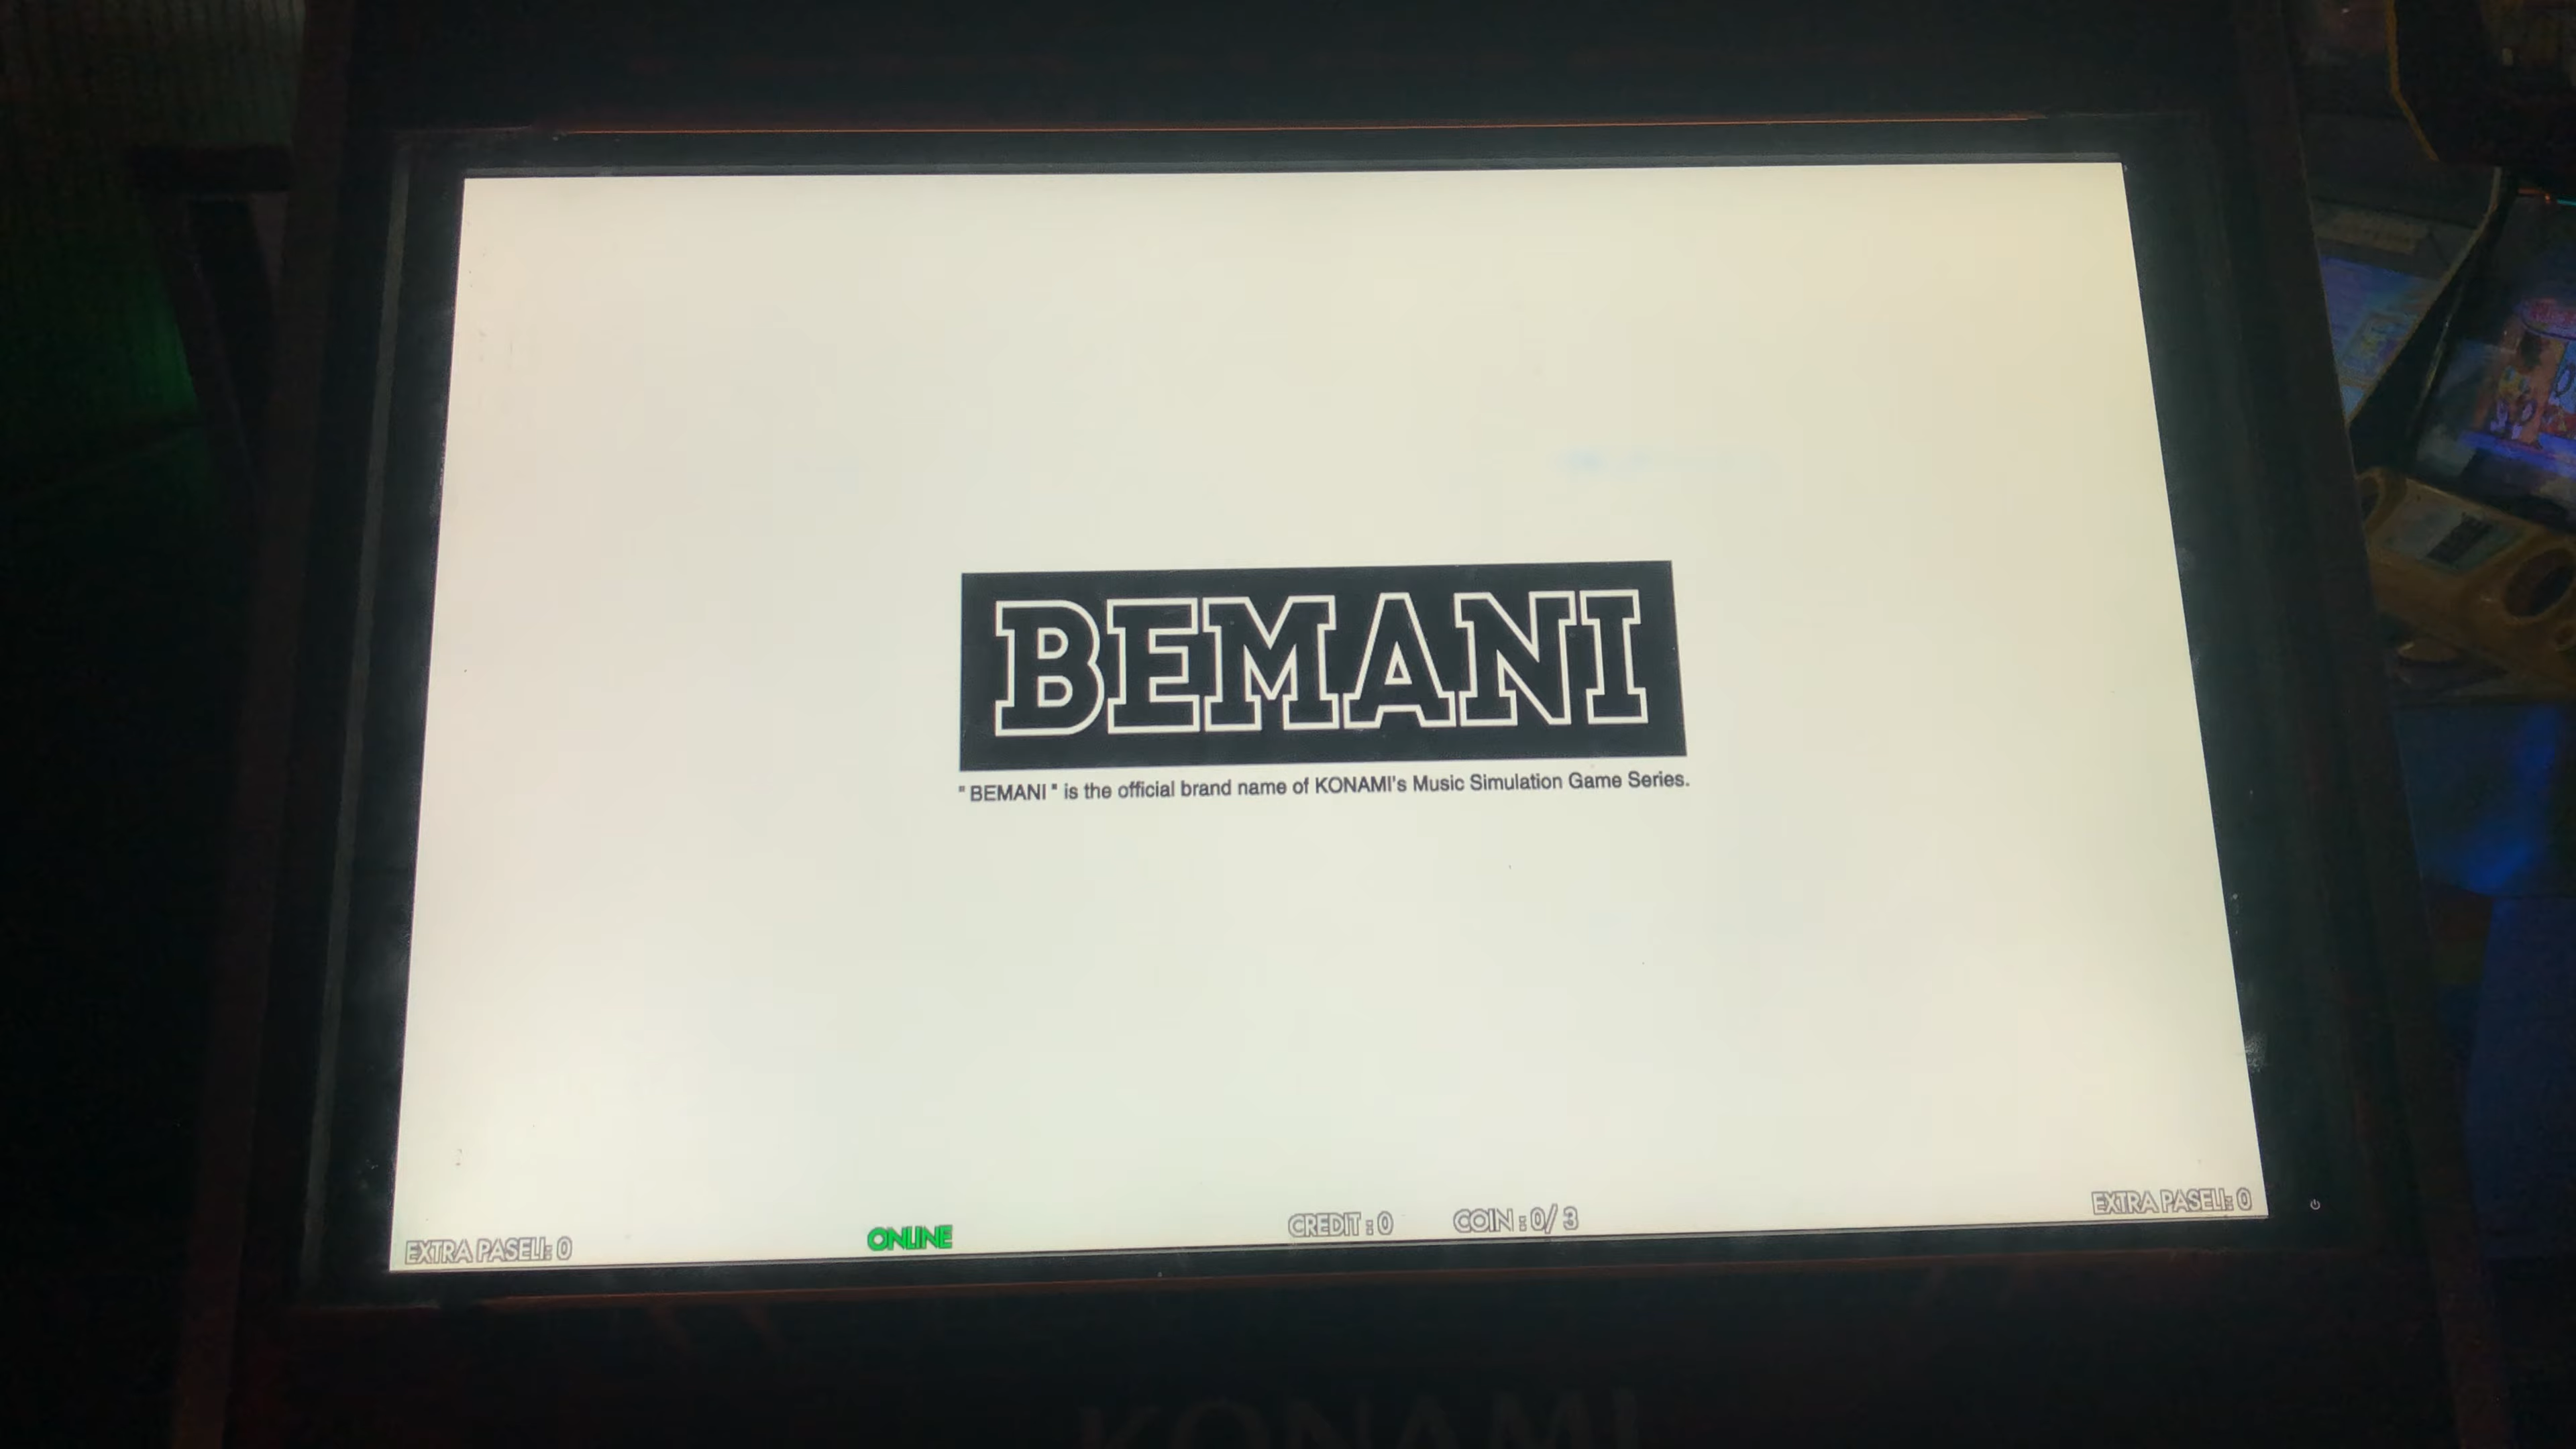 BEMANI
" BEMANI " is the official brand name of KONAMI's Music Simulation Game Series.
EXTRA PASELI: 0
ONLINE
CREDIT : 0
COIN : 0/ 3
EXTRA PASELI: 0
KONAMI